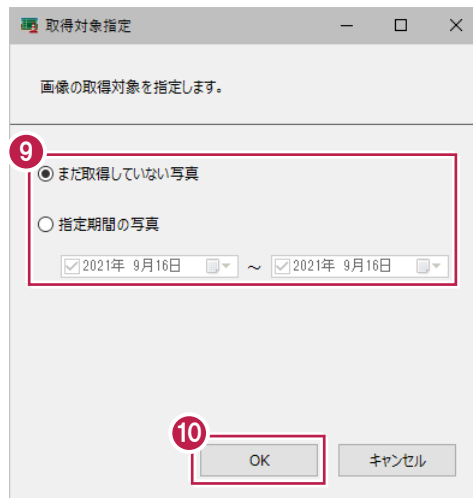 取得対象指定
画像の取得対象を指定します。
9
まだ取得していない写真
指定期間の写真
2021年 9月16日 ～ 2021年 9月16日
10
OK キャンセル